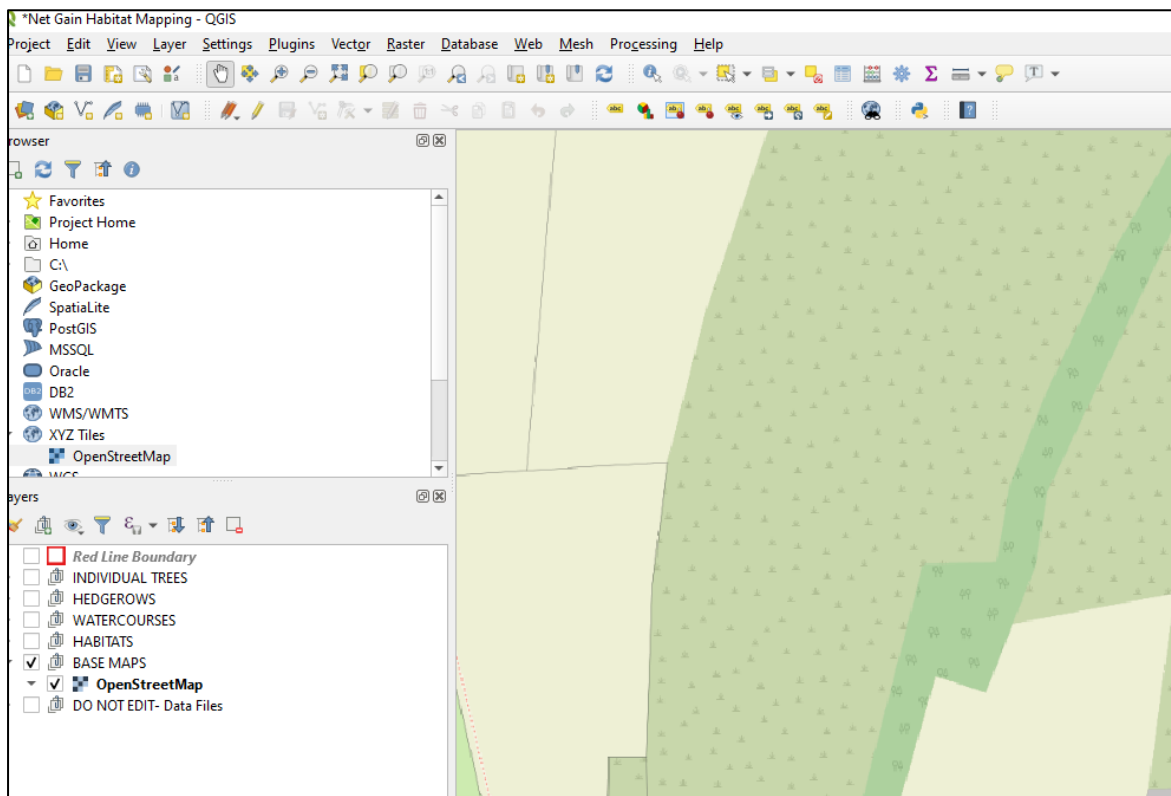 *Net Gain Habitat Mapping - QGIS
Project Edit View Layer Settings Plugins Vector Raster Database Web Mesh Processing Help
rowser
Favorites
Project Home
Home
C:\
GeoPackage
SpatiaLite
PostGIS
MSSQL
Oracle
DB2 DB2
WMS/WMTS
XYZ Tiles
OpenStreetMap
WCS
ayers
Red Line Boundary
INDIVIDUAL TREES
HEDGEROWS
WATERCOURSES
HABITATS
BASE MAPS
OpenStreetMap
DO NOT EDIT- Data Files